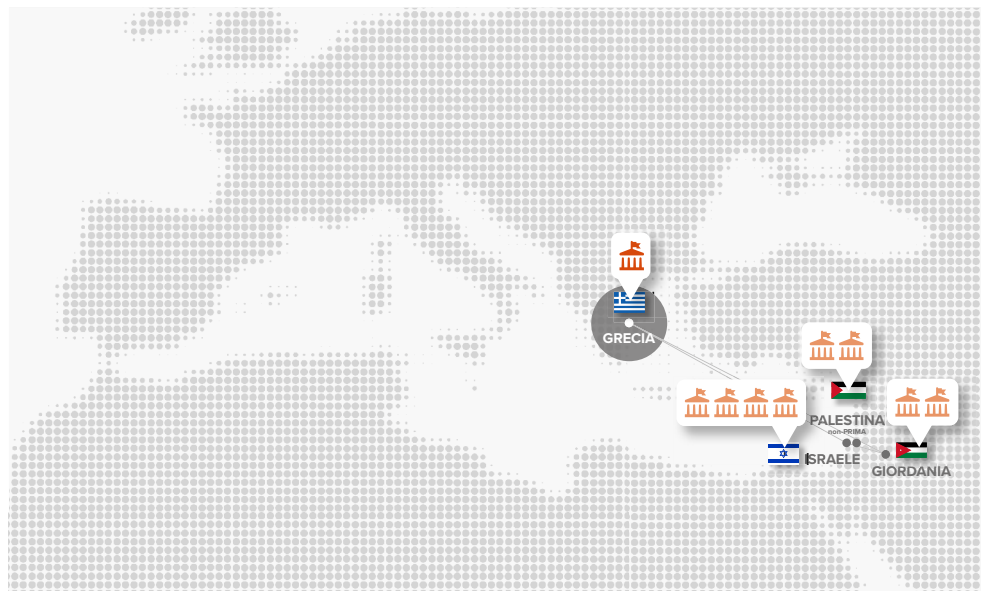 GRECIA
PALESTINA
non-PRIMA
ISRAELE
GIORDANIA